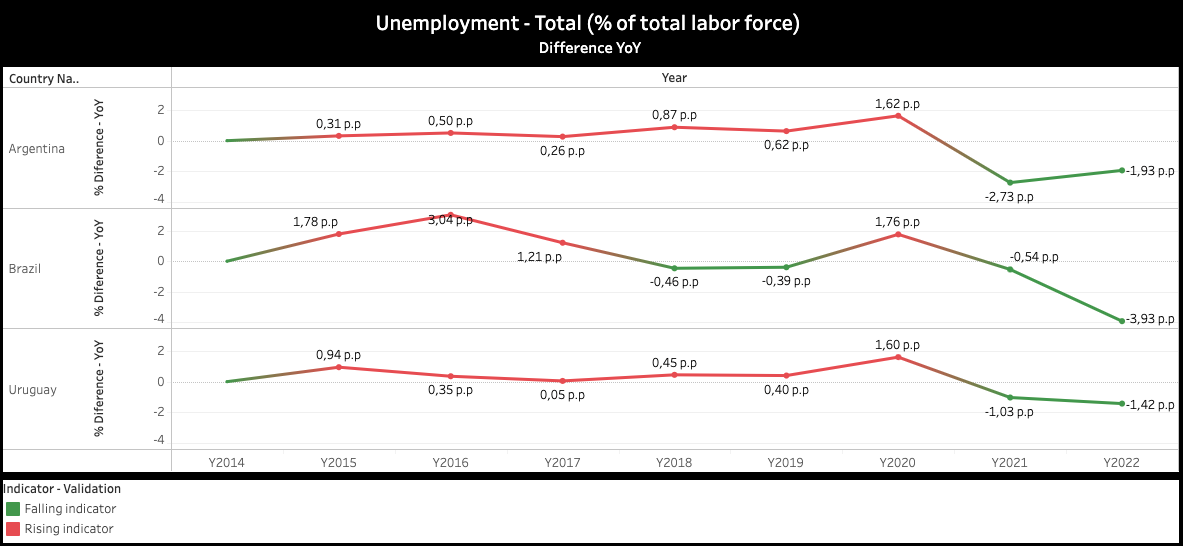 Unemployment - Total (% of total labor force)
Difference YoY
Country Na..
Year
Argentina
% Diference - YoY
2
0
-2
-4
0,31 p.p
0,50 p.p
0,26 p.p
0,87 p.p
0,62 p.p
1,62 p.p
-2,73 p.p
-1,93 p.p
Brazil
% Diference - YoY
2
0
-2
-4
1,78 p.p
3,04 p.p
1,21 p.p
-0,46 p.p
-0,39 p.p
1,76 p.p
-0,54 p.p
-3,93 p.p
Uruguay
% Diference - YoY
2
0
-2
-4
0,94 p.p
0,35 p.p
0,05 p.p
0,45 p.p
0,40 p.p
1,60 p.p
-1,03 p.p
-1,42 p.p
Y2014 Y2015 Y2016 Y2017 Y2018 Y2019 Y2020 Y2021 Y2022
Indicator - Validation
Falling indicator
Rising indicator